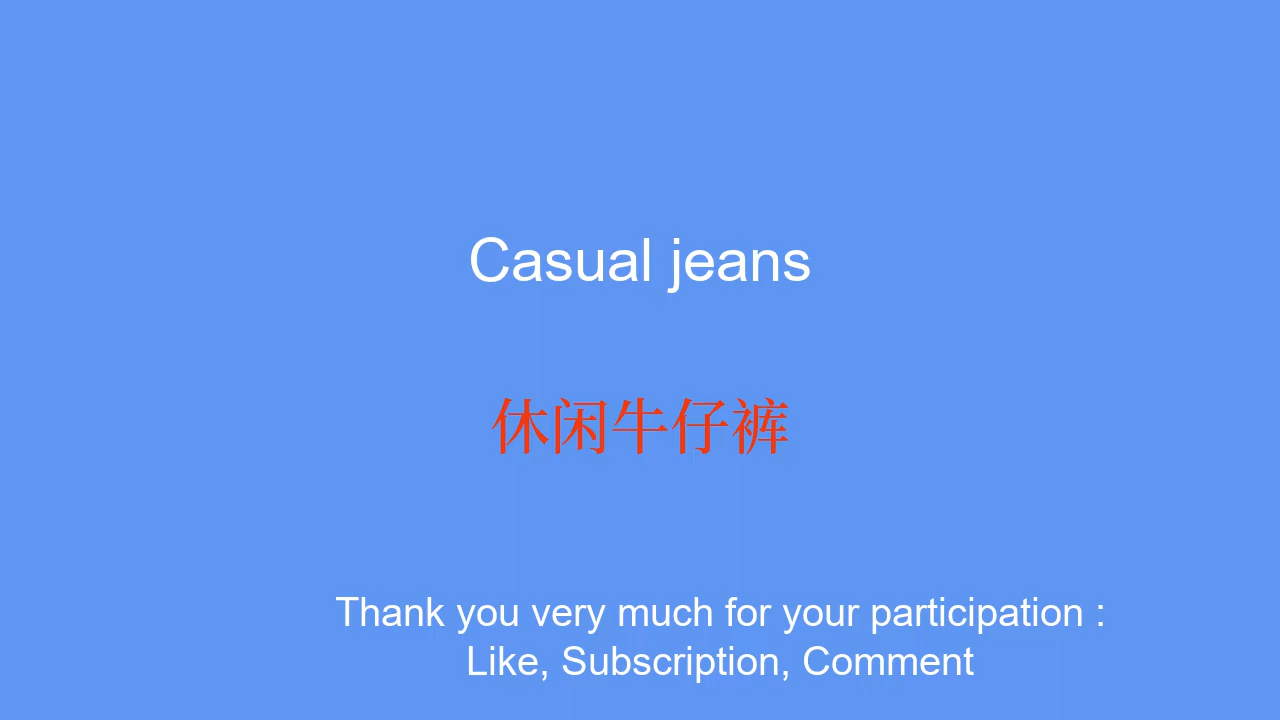 Casual jeans
休闲牛仔裤
Thank you very much for your participation :
Like, Subscription, Comment